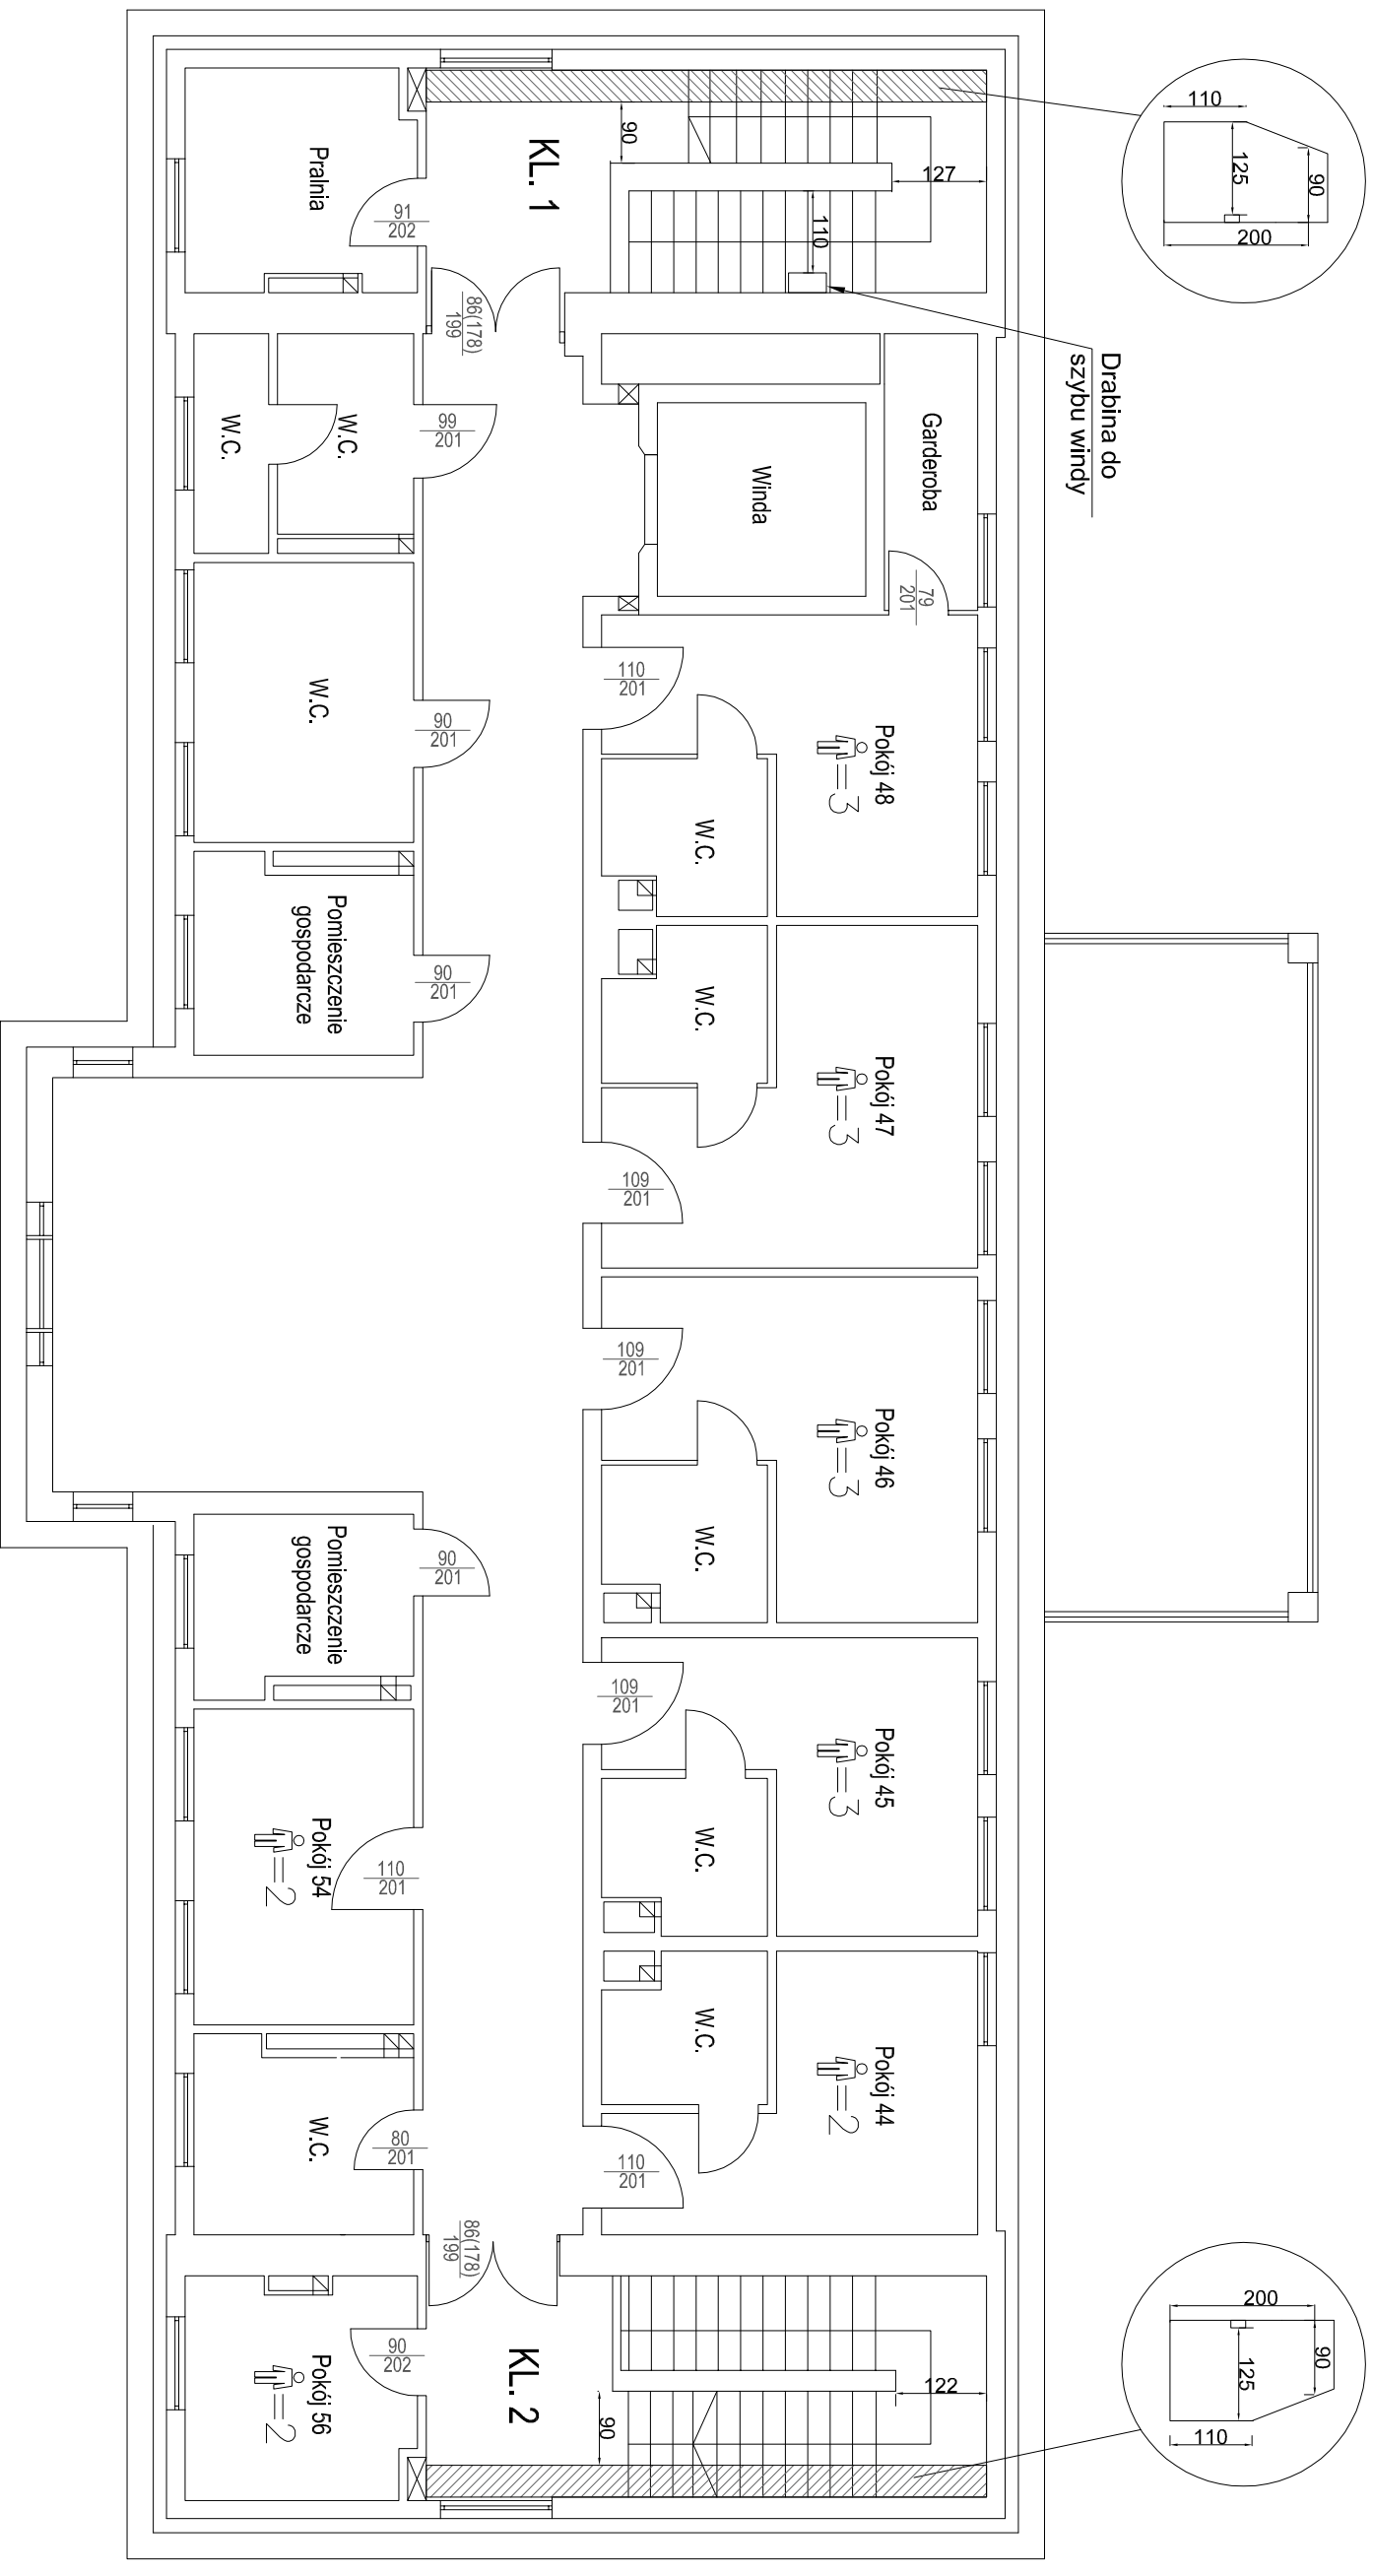 110
125
90
200
Drabina do
szybu windy
KL. 1
90
127
110
Pralnia
91
202
86(178)
199
W.C.
W.C.
99
201
Winda
Garderoba
79
201
110
201
W.C.
90
201
Pokój 48
=3
W.C.
Pomieszczenie
gospodarcze
90
201
W.C.
Pokój 47
=3
109
201
109
201
Pokój 46
=3
W.C.
Pomieszczenie
gospodarcze
90
201
109
201
Pokój 45
=3
W.C.
Pokój 54
=2
110
201
W.C.
Pokój 44
=2
110
201
W.C.
80
201
86(178)
199
Pokój 56
=2
90
202
KL. 2
90
122
200
90
125
110